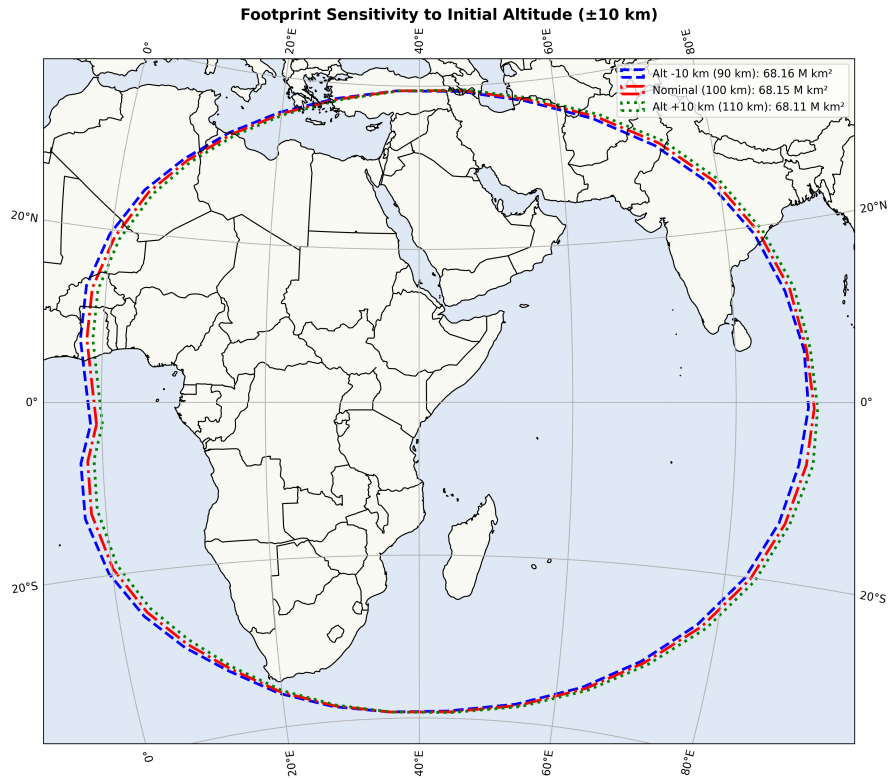 Footprint Sensitivity to Initial Altitude (±10 km)
0° 20°E 40°E 60°E 80°E
Alt -10 km (90 km): 68.16 M km²
Nominal (100 km): 68.15 M km²
Alt +10 km (110 km): 68.11 M km²
20°N 20°N
0° 0°
20°S 20°S
0° 20°E 40°E 60°E 80°E